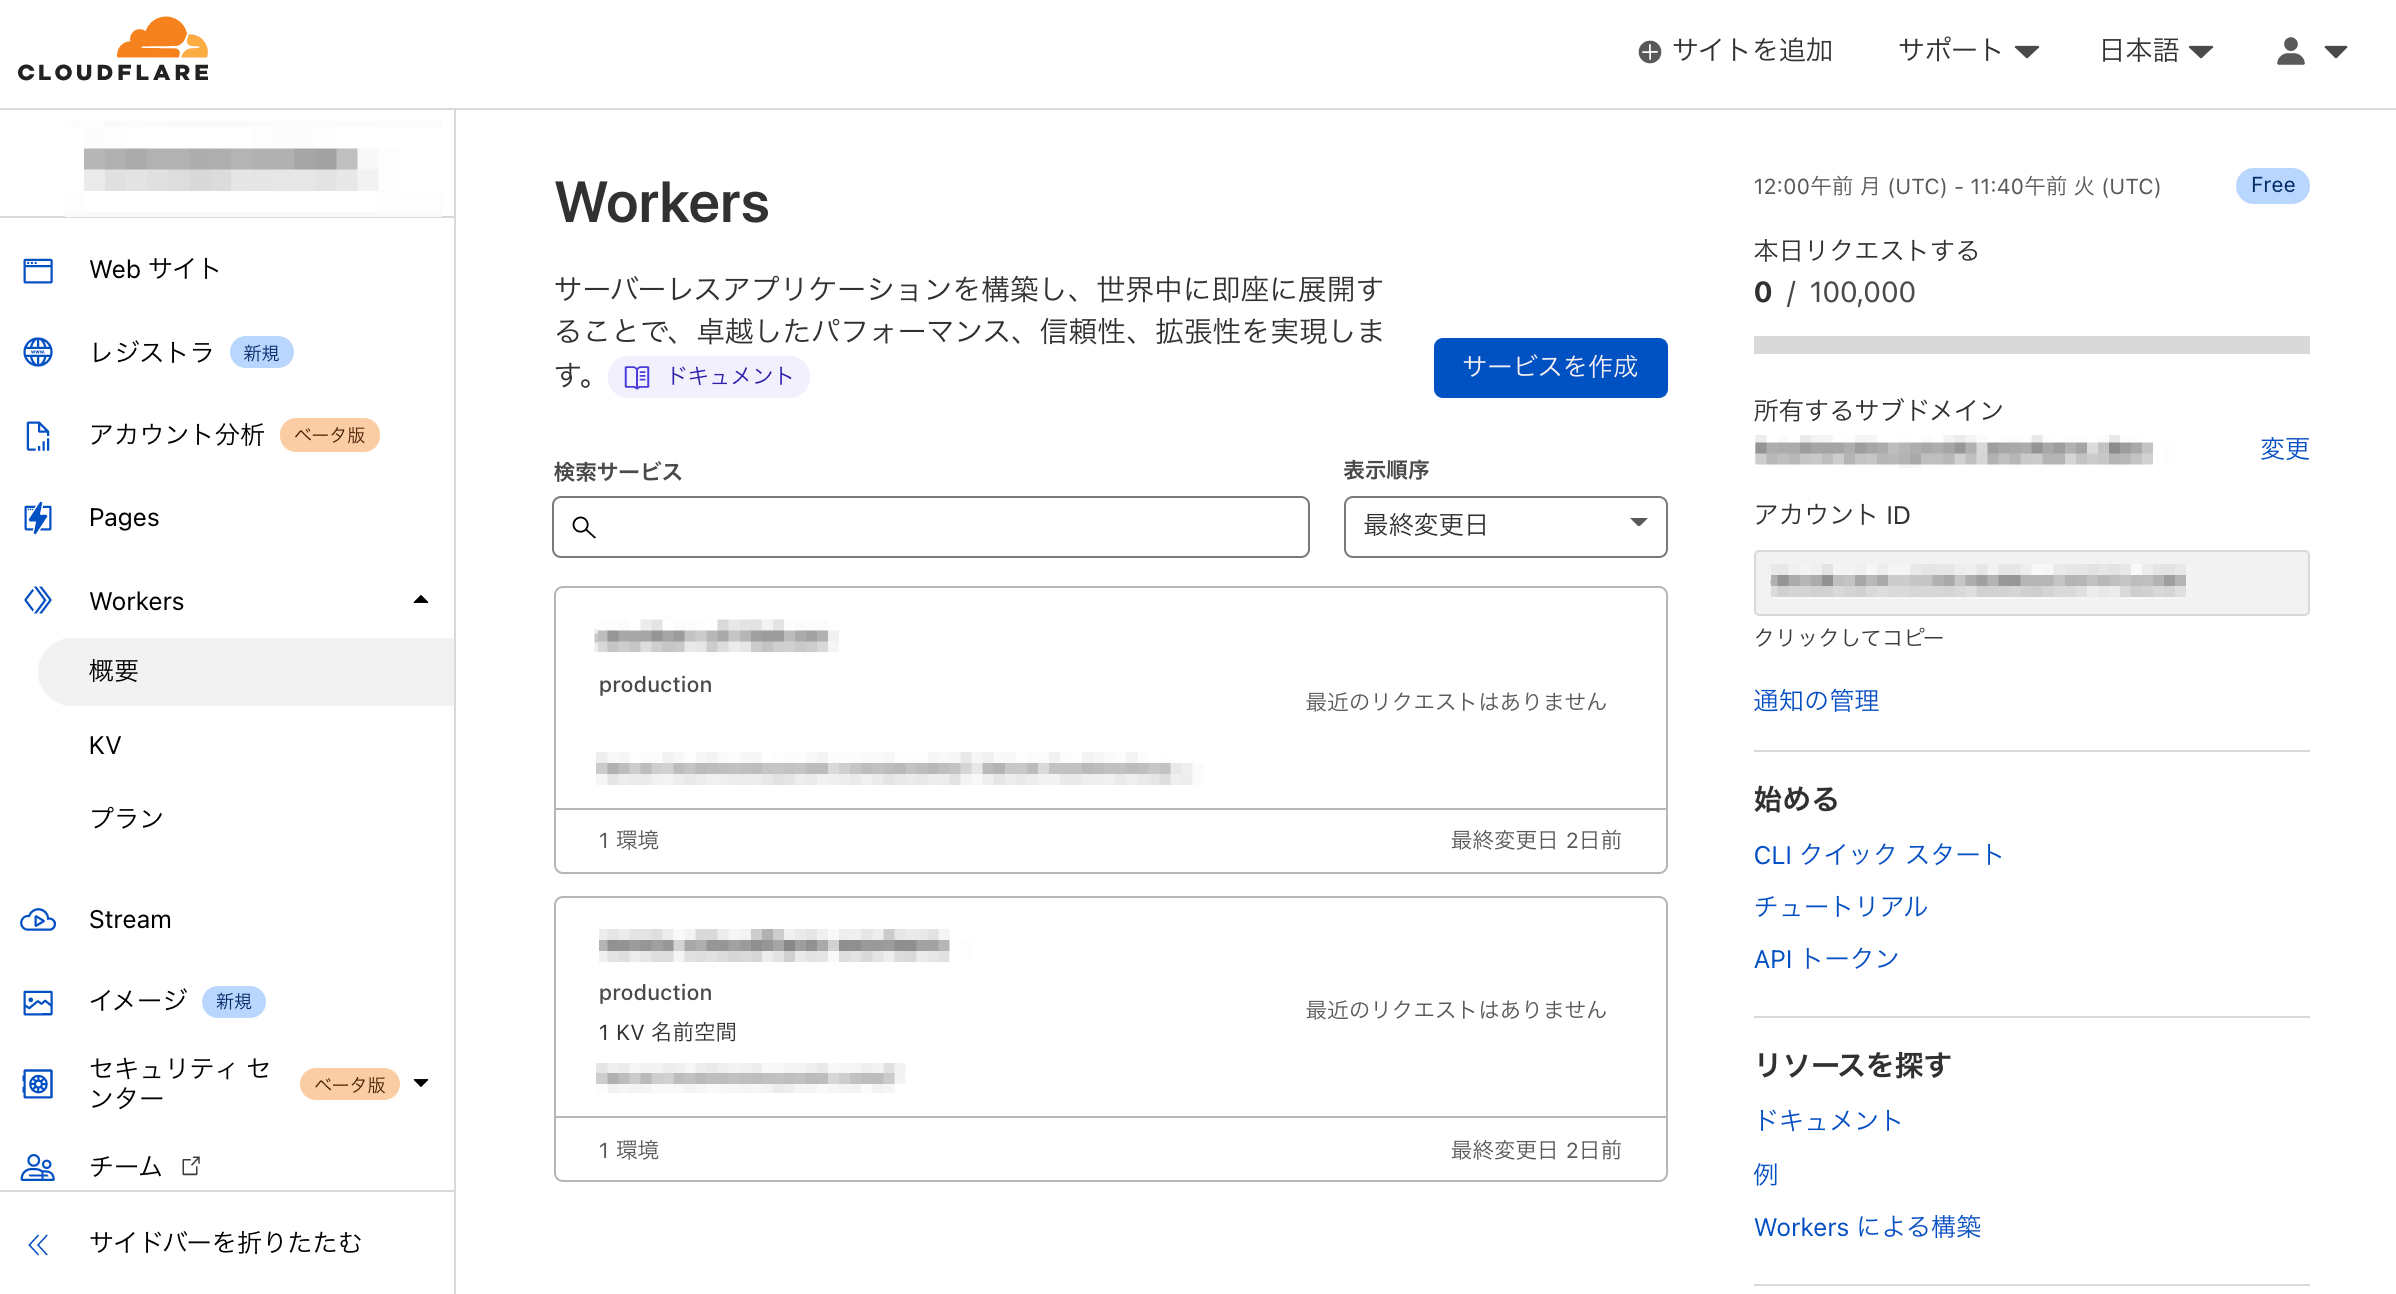 CLOUDFLARE
サイトを追加
サポート
日本語
Web サイト
レジストラ 新規
アカウント分析 ベータ版
Pages
Workers
概要
KV
プラン
Stream
イメージ 新規
セキュリティ セ
ンター ベータ版
チーム
サイドバーを折りたたむ
Workers
サーバーレスアプリケーションを構築し、世界中に即座に展開す
ることで、卓越したパフォーマンス、信頼性、拡張性を実現しま
す。 ドキュメント
サービスを作成
検索サービス
表示順序
最終変更日
production
最近のリクエストはありません
1 環境
最終変更日 2日前
production
1 KV 名前空間
最近のリクエストはありません
1 環境
最終変更日 2日前
12:00午前 月 (UTC) - 11:40午前 火 (UTC)
Free
本日リクエストする
0 / 100,000
所有するサブドメイン
変更
アカウント ID
クリックしてコピー
通知の管理
始める
CLI クイック スタート
チュートリアル
API トークン
リソースを探す
ドキュメント
例
Workers による構築